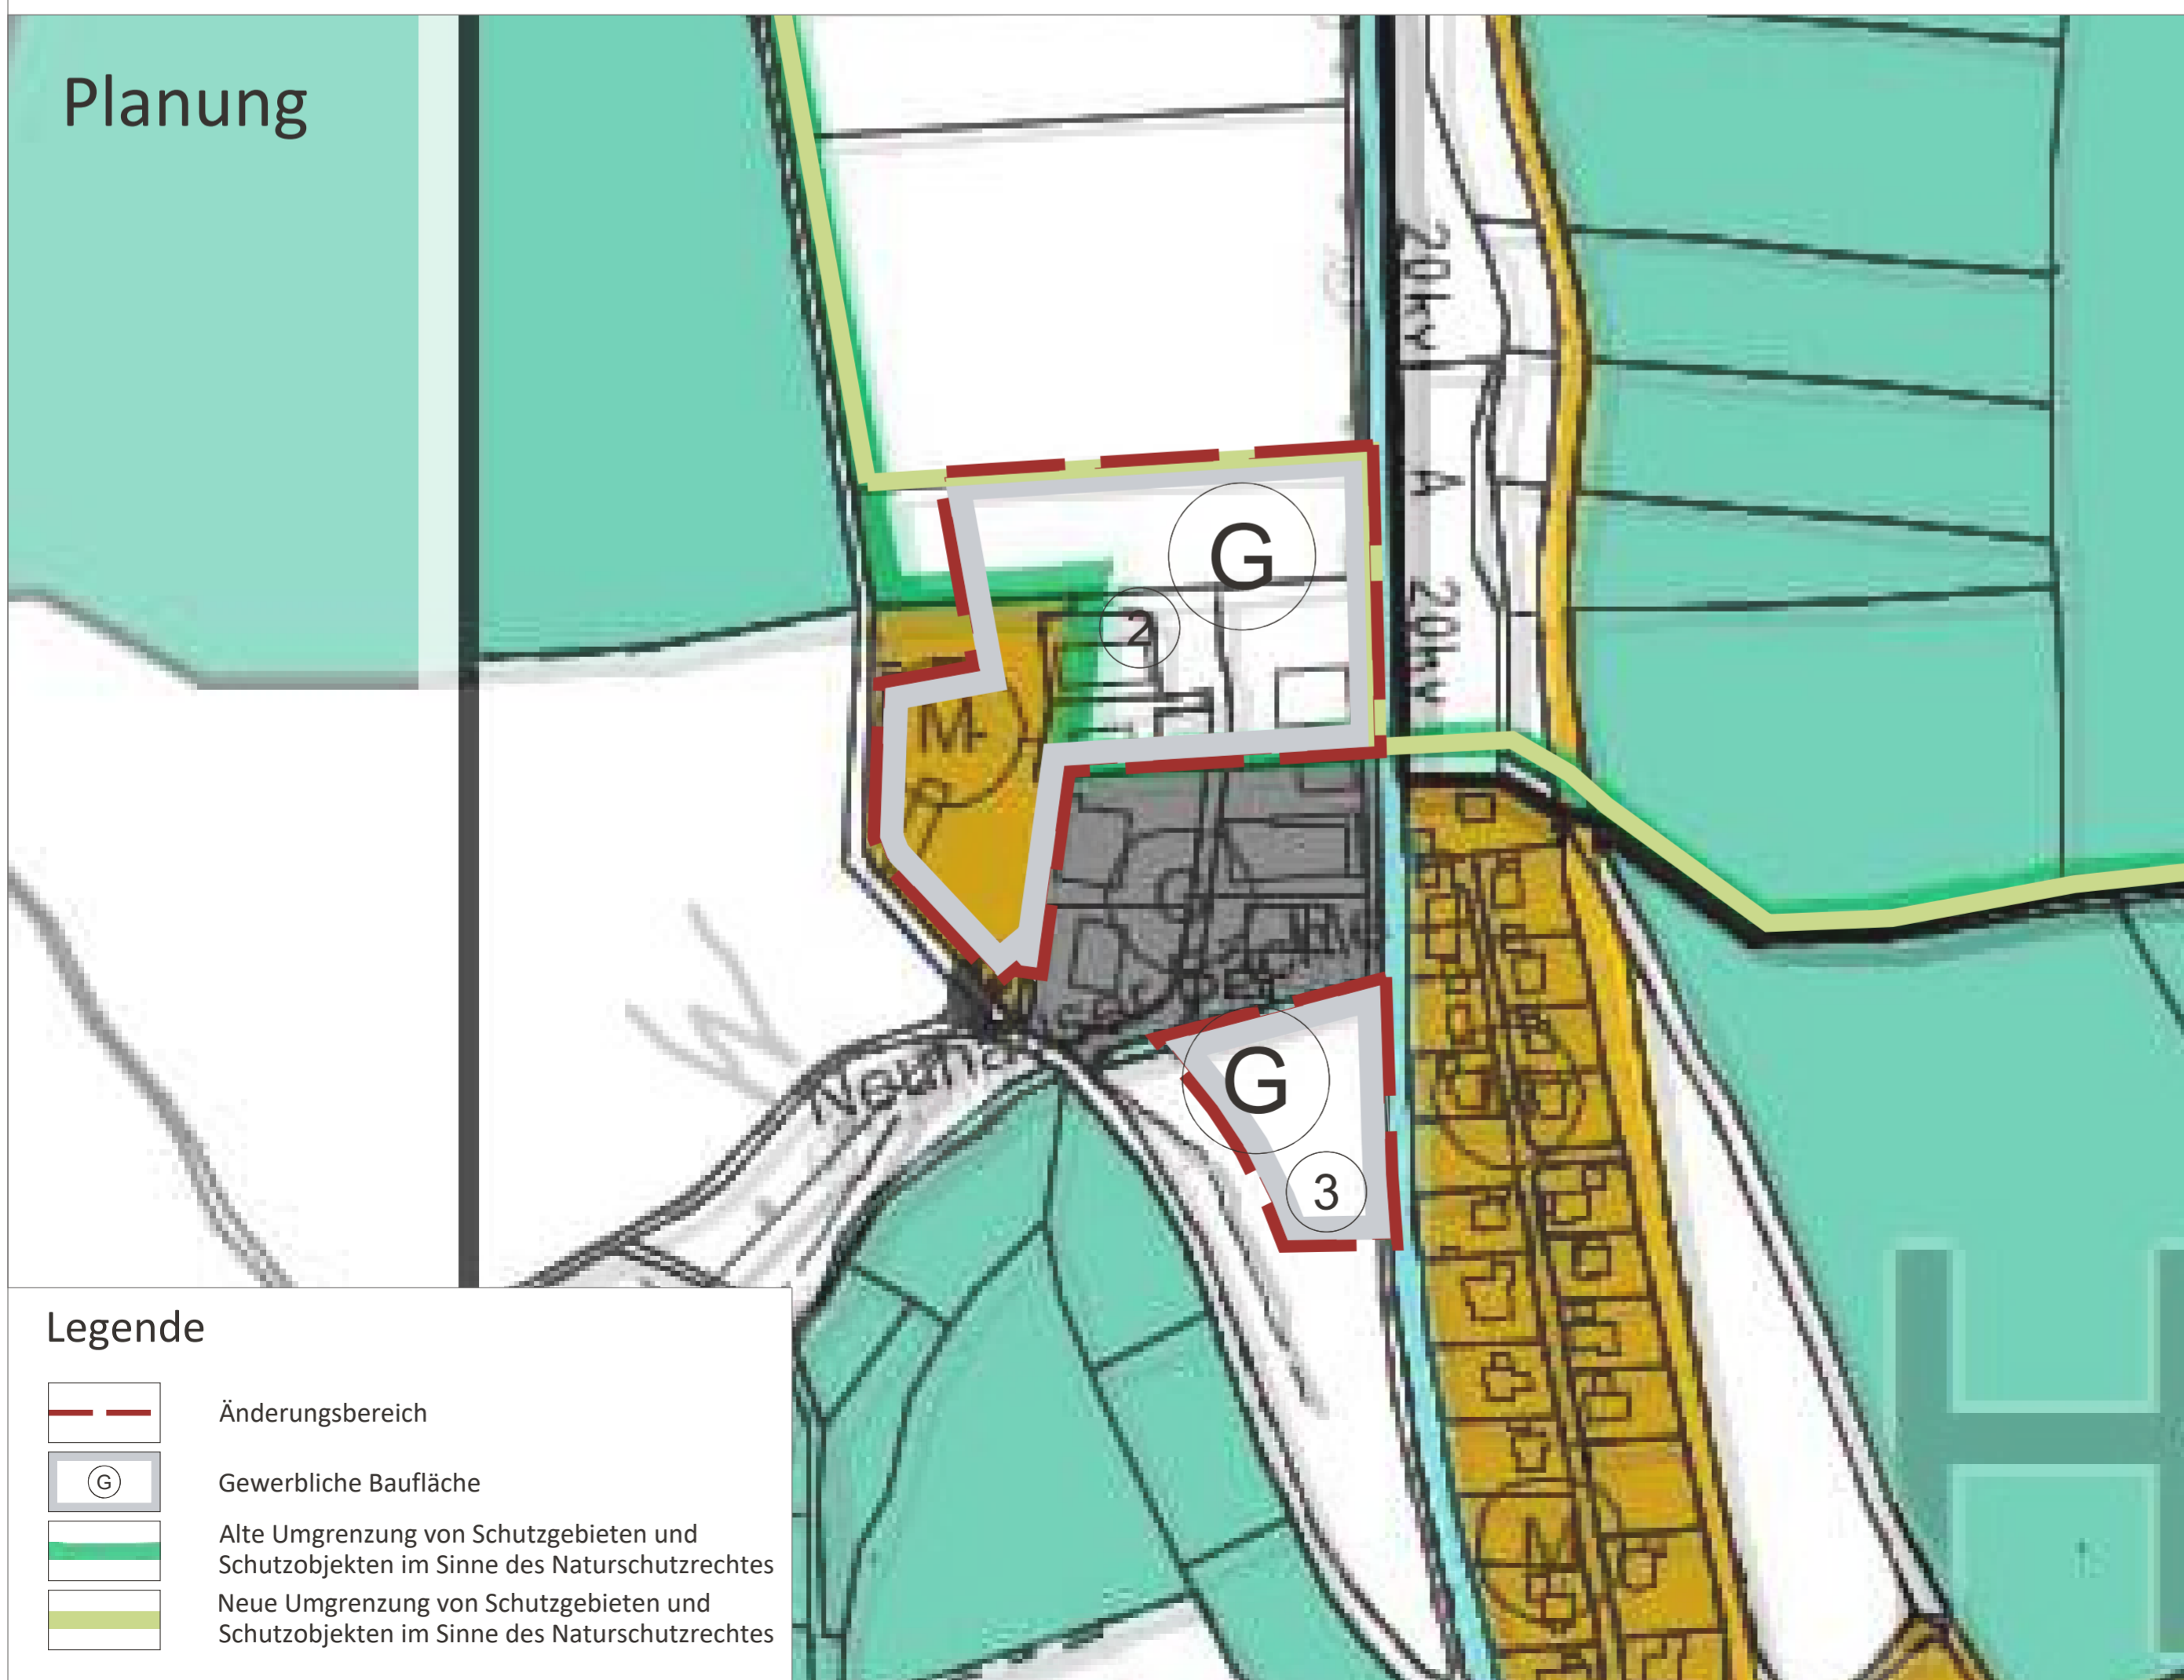 Planung
20kv
A
G
2
20kv
M
G
3
M
H
Legende
Änderungsbereich
G
Gewerbliche Baufläche
Alte Umgrenzung von Schutzgebieten und
Schutzobjekten im Sinne des Naturschutzrechtes
Neue Umgrenzung von Schutzgebieten und
Schutzobjekten im Sinne des Naturschutzrechtes